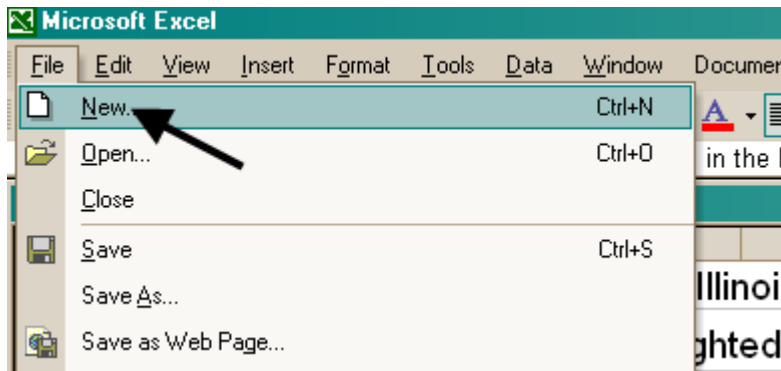 Microsoft Excel
File Edit View Insert Format Tools Data Window Documen
New... Ctrl+N
Open... Ctrl+O in the
Close
Save Ctrl+S
Save As... Illinoi
Save as Web Page... ghted